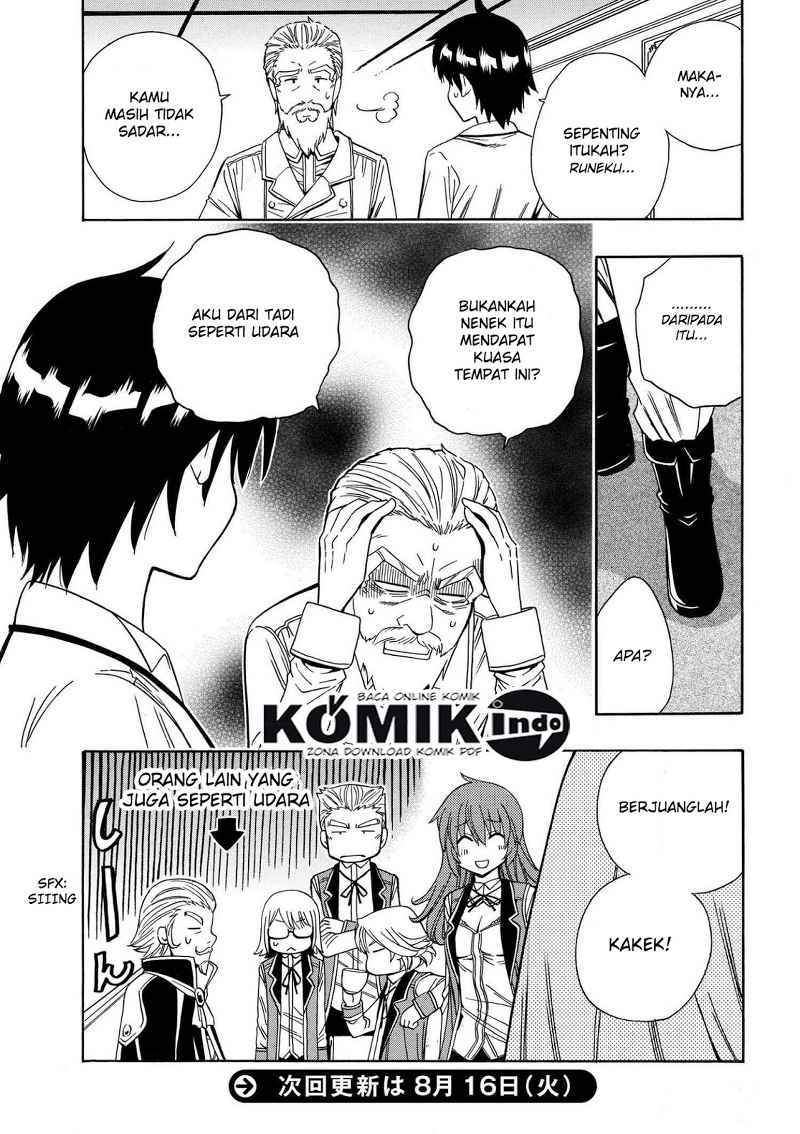 MAKA-
NYA...
SEPENTING
ITUKAH?
RUNEKU...
KAMU
MASIH TIDAK
SADAR...
.........
DARIPADA
ITU...
APA?
BUKANKAH
NENEK ITU
MENDAPAT
KUASA
TEMPAT INI?
AKU DARI TADI
SEPERTI UDARA
BACA ONLINE KOMIK
KOMIK indo
ZONA DOWNLOAD KOMIK PDF
BERJUANGLAH!
KAKEK!
ORANG LAIN YANG
JUGA SEPERTI UDARA
しーん
SFX:
SIIING
次回更新は 8月 16日(火)